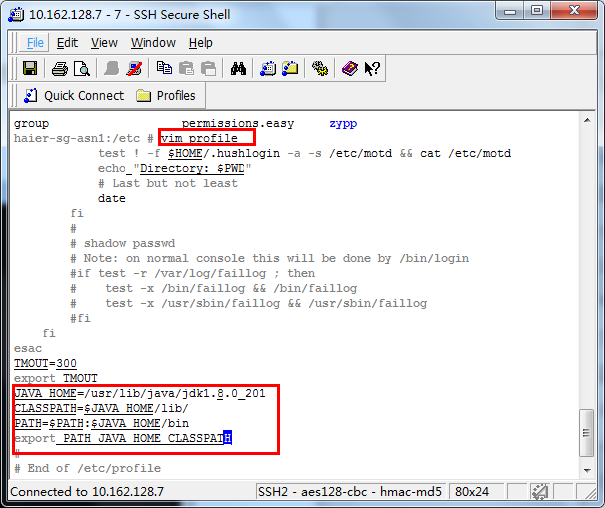 10.162.128.7 - 7 - SSH Secure Shell
File Edit View Window Help
Quick Connect Profiles
group permissions.easy zypp
haier-sg-asn1:/etc # vim profile
test ! -f $HOME/.hushlogin -a -s /etc/motd && cat /etc/motd
echo "Directory: $PWD"
# Last but not least
date
fi
#
# shadow passwd
# Note: on normal console this will be done by /bin/login
#if test -r /var/log/faillog ; then
# test -x /bin/faillog && /bin/faillog
# test -x /usr/sbin/faillog && /usr/sbin/faillog
#fi
fi
esac
TMOUT=300
export TMOUT
JAVA_HOME=/usr/lib/java/jdk1.8.0_201
CLASSPATH=$JAVA_HOME/lib/
PATH=$PATH:$JAVA_HOME/bin
export PATH JAVA_HOME CLASSPATH
#
# End of /etc/profile
Connected to 10.162.128.7 SSH2 - aes128-cbc - hmac-md5 80x24